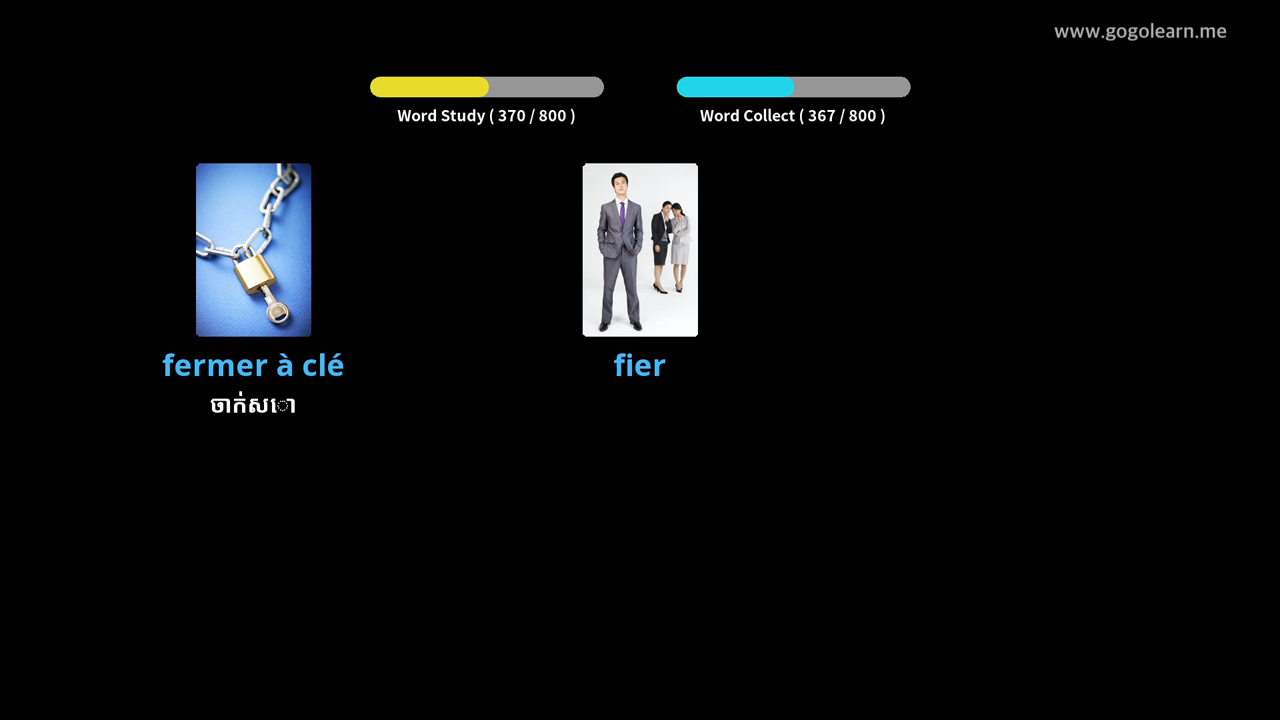 www.gogolearn.me
Word Study ( 370 / 800 )
Word Collect ( 367 / 800 )
fermer à clé
ចាក់សោ
fier